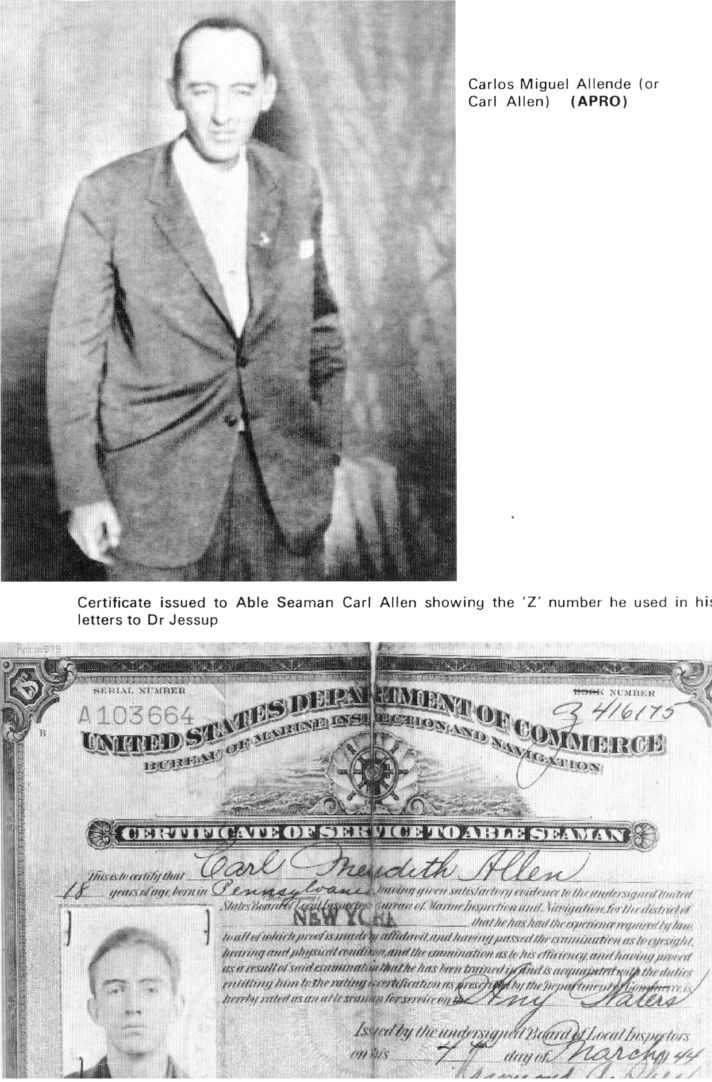 Carlos Miguel Allende (or
Carl Allen) (APRO)
Certificate issued to Able Seaman Carl Allen showing the 'Z' number he used in his
letters to Dr Jessup
Form 979
SERIAL NUMBER
BOOK NUMBER
A103664
Z 416175
B
UNITED STATES DEPARTMENT OF COMMERCE
BUREAU OF MARINE INSPECTION AND NAVIGATION
CERTIFICATE OF SERVICE TO ABLE SEAMAN
This is to certify that Carl Meredith Allen
18 years of age, born in Pennsylvania, having given satisfactory evidence to the undersigned United
States Board of Local Inspectors, Bureau of Marine Inspection and Navigation, for the district of
NEW YORK that he has had the experience required by law,
to all of which proof is made by affidavit, and having passed the examination as to eyesight,
hearing and physical condition, and the examination as to his efficiency, and having proved
as a result of said examination that he has been trained in and is acquainted with the duties
entitling him to the rating & certification as prescribed by the Department of Commerce, is
hereby rated as an able seaman for service on Any Waters
Issued by the undersigned Board of Local Inspectors
on this 4th day of March, 1944